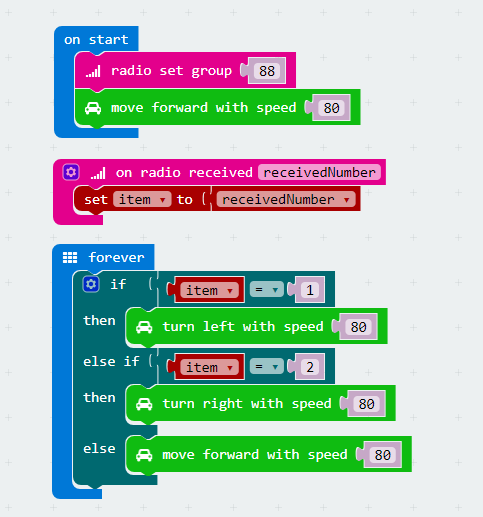 on start
radio set group 88
move forward with speed 80
on radio received receivedNumber
set item to receivedNumber
forever
if item = 1
then turn left with speed 80
else if item = 2
then turn right with speed 80
else move forward with speed 80